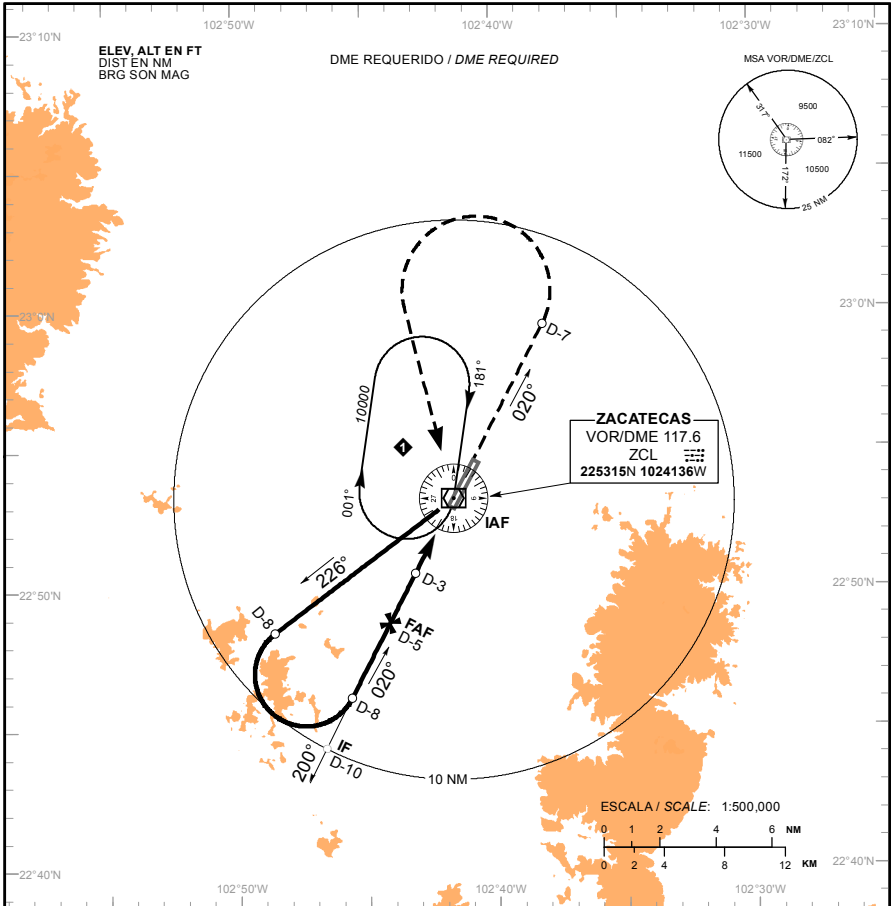 102°50'W 102°40'W 102°30'W
23°10'N 23°10'N
ELEV, ALT EN FT
DIST EN NM
BRG SON MAG
DME REQUERIDO / DME REQUIRED
MSA VOR/DME/ZCL
317°
9500
082°
11500
10500
172°
25 NM
23°0'N 23°0'N
D-7
181°
020°
10000
1
001°
ZACATECAS
VOR/DME 117.6
ZCL
225315N 1024136W
0
27
9
18
IAF
226°
D-3
22°50'N 22°50'N
D-8
FAF
D-5
020°
D-8
IF
D-10
200°
10 NM
ESCALA / SCALE: 1:500,000
0 1 2 4 6 NM
0 2 4 8 12 KM
22°40'N 22°40'N
102°50'W 102°40'W 102°30'W